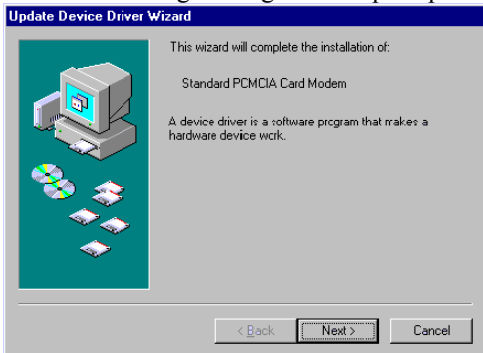 Update Device Driver Wizard
This wizard will complete the installation of:
Standard PCMCIA Card Modem
A device driver is a software program that makes a
hardware device work.
< Back
Next >
Cancel